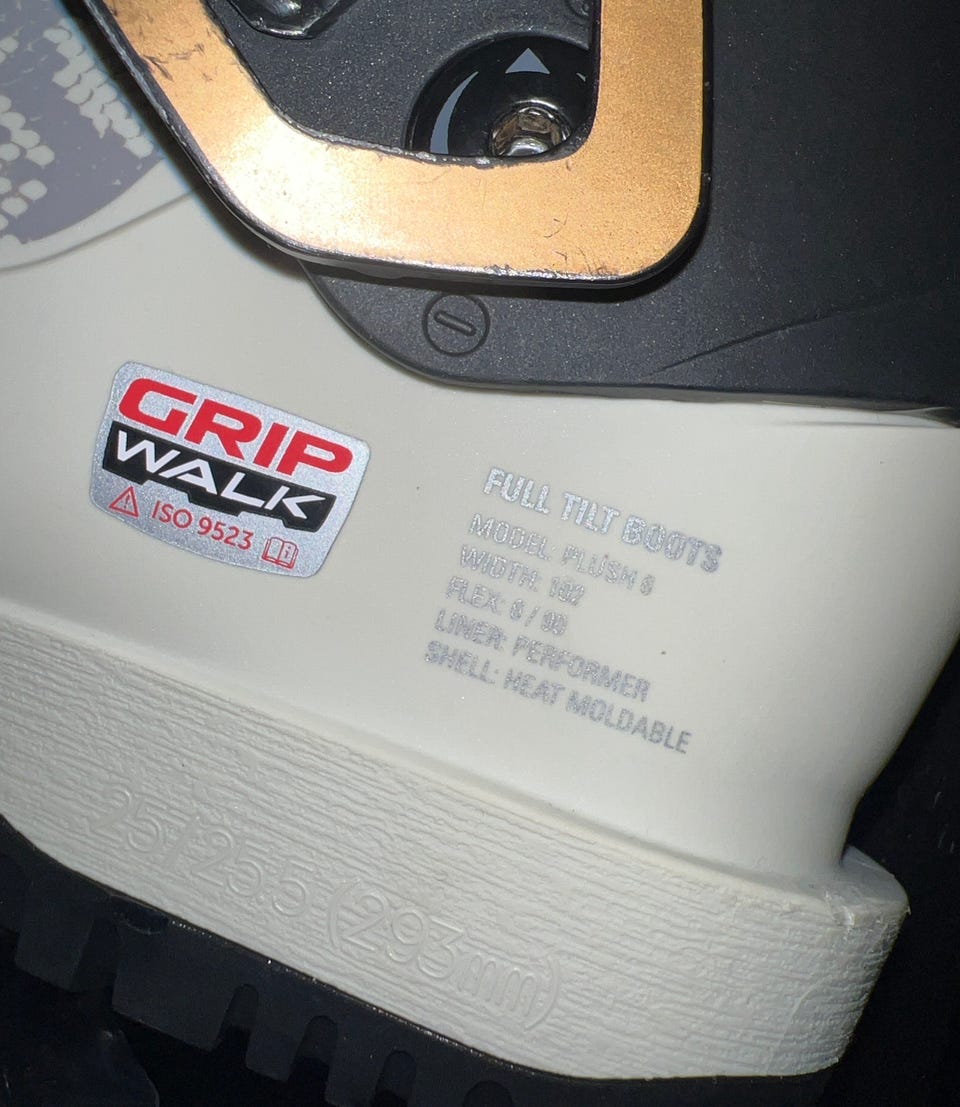 GRIP
WALK
ISO 9523
FULL TILT BOOTS
MODEL: PLUSH 6
WIDTH: 102
FLEX: 6 / 90
LINER: PERFORMER
SHELL: HEAT MOLDABLE
25/25.5 (293mm)